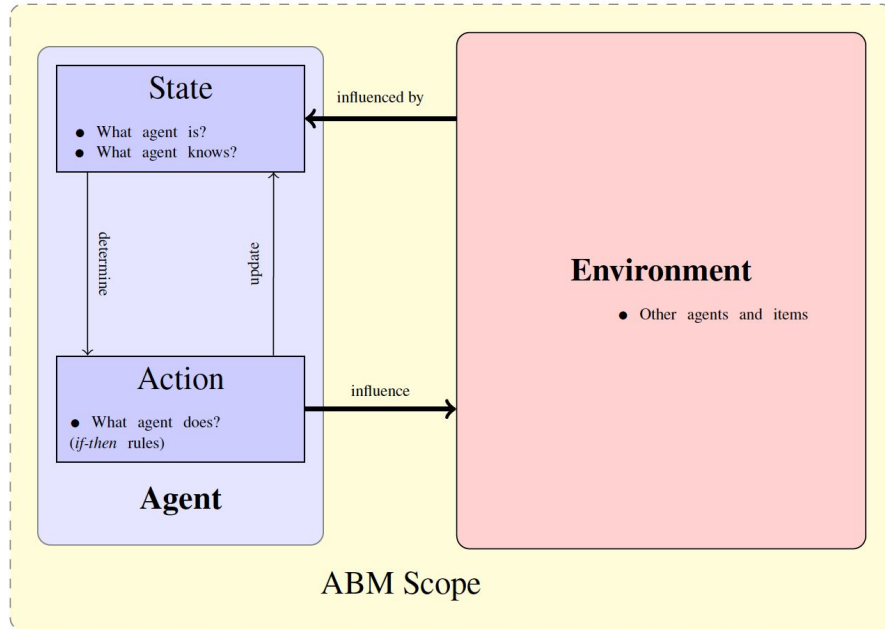 State
● What agent is?
● What agent knows?
influenced by
determine
update
Environment
● Other agents and items
Action
● What agent does?
(if-then rules)
influence
Agent
ABM Scope